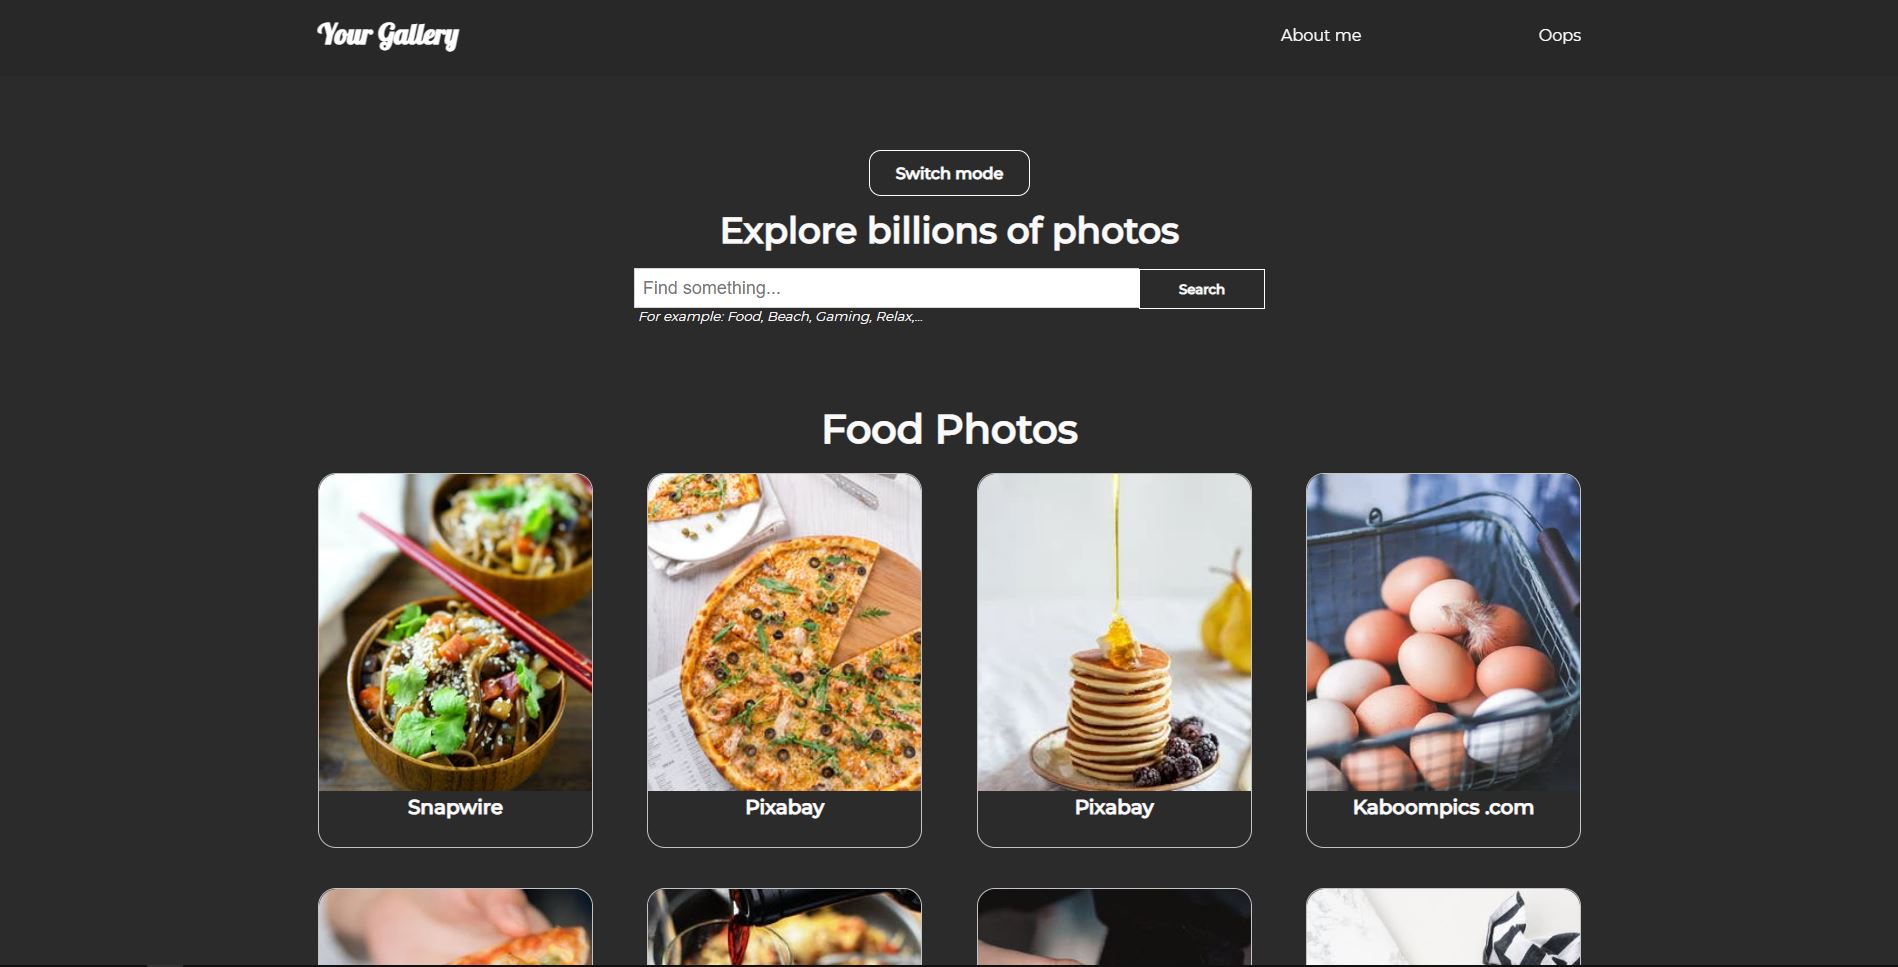 Your Gallery
About me
Oops
Switch mode
Explore billions of photos
Find something...
Search
For example: Food, Beach, Gaming, Relax,...
Food Photos
Snapwire
Pixabay
Pixabay
Kaboompics .com